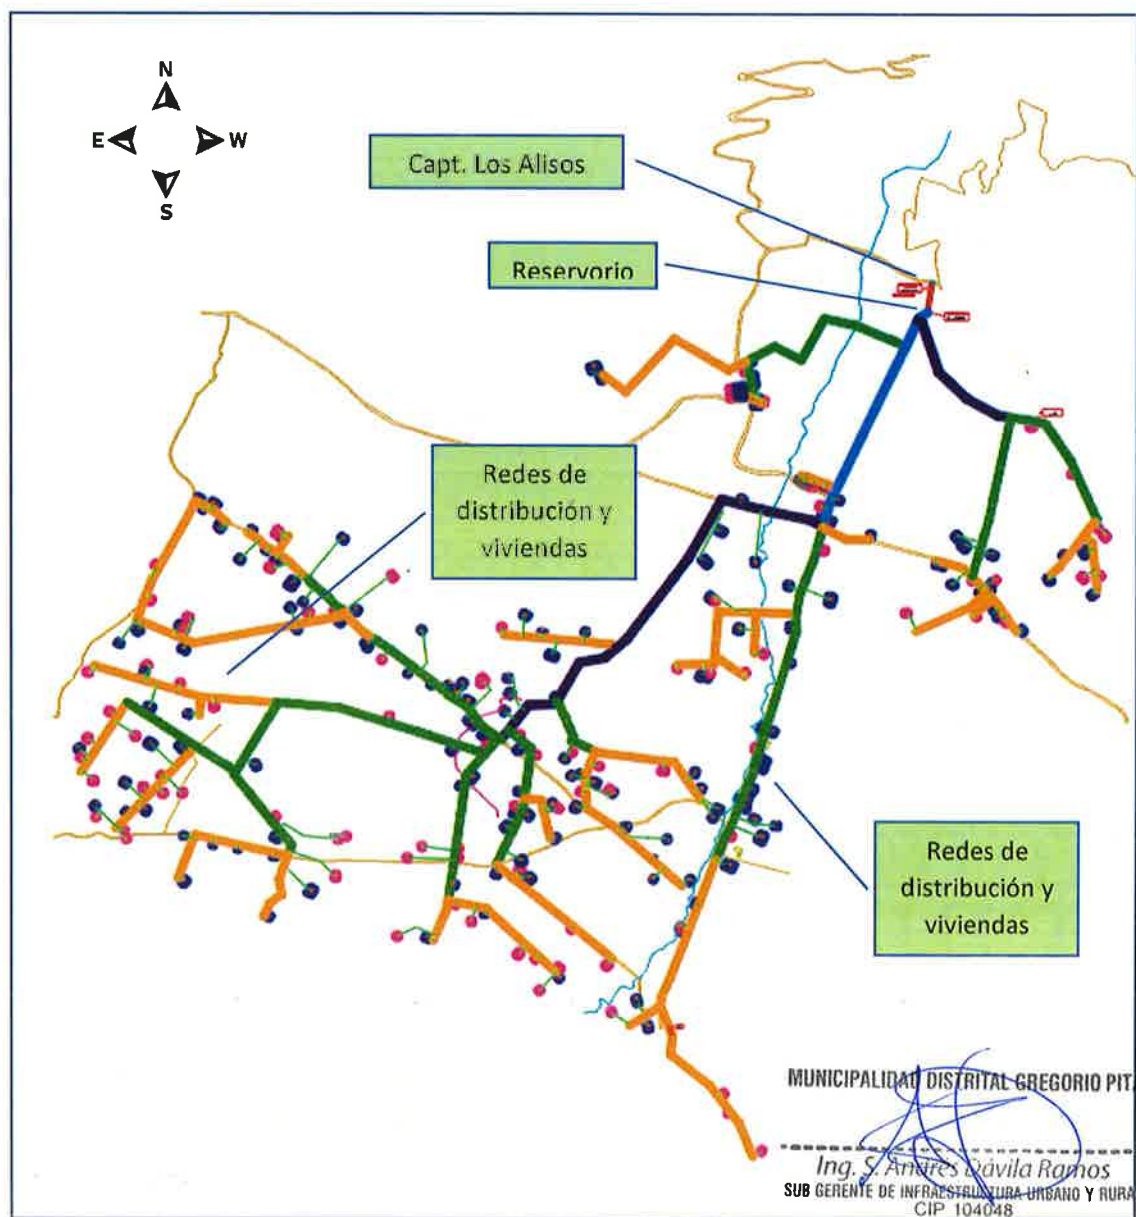 N
E W
S
Capt. Los Alisos
Reservorio
Redes de
distribución y
viviendas
Redes de
distribución y
viviendas
MUNICIPALIDAD DISTRITAL GREGORIO PIT
Ing. S. Andrés Dávila Ramos
SUB GERENTE DE INFRAESTRUCTURA URBANO Y RURA
CIP 104048